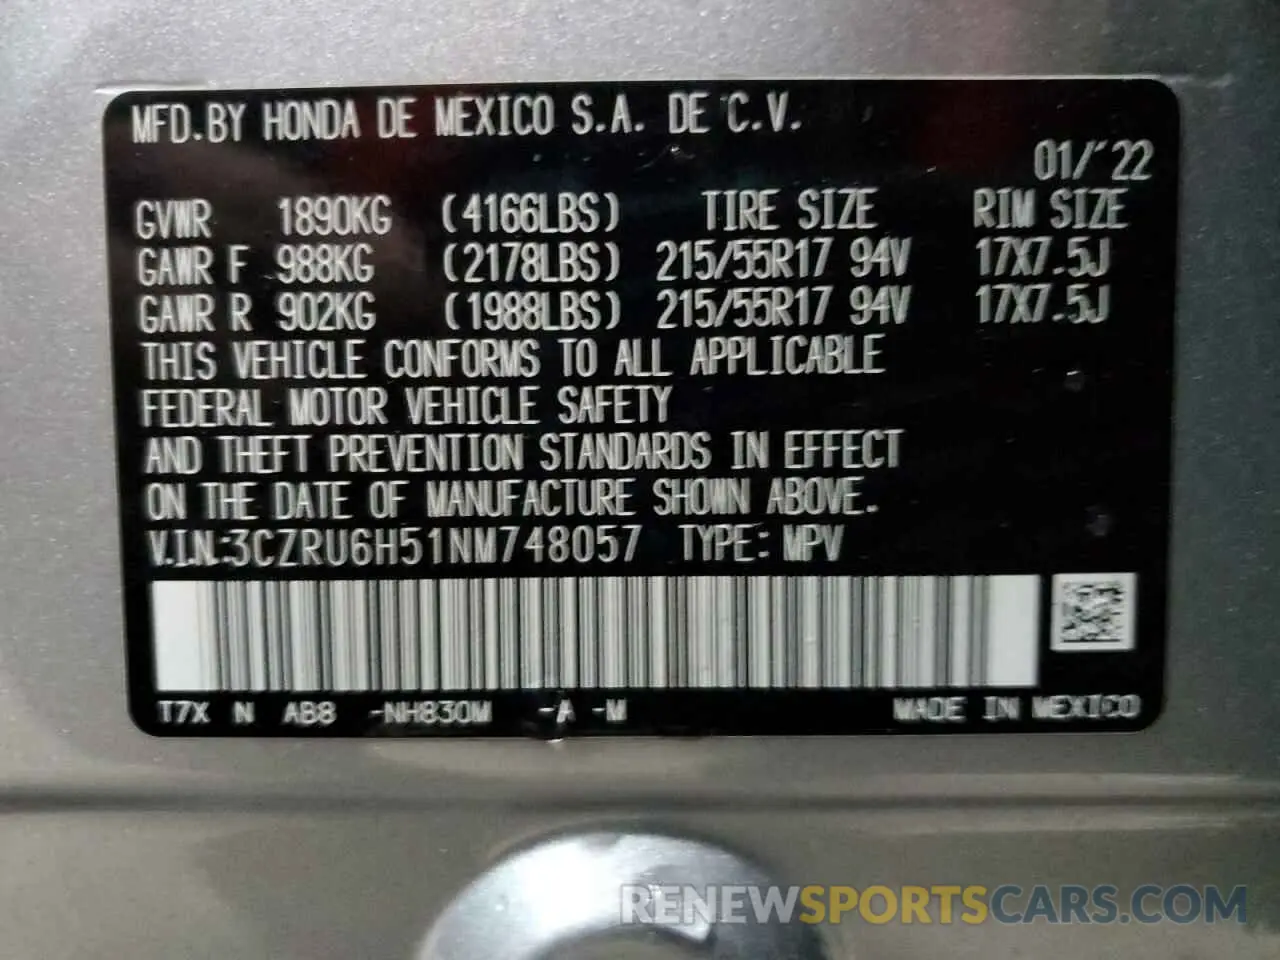 MFD.BY HONDA DE MEXICO S.A. DE C.V.
01/'22
GVWR 1890KG (4166LBS) TIRE SIZE RIM SIZE
GAWR F 988KG (2178LBS) 215/55R17 94V 17X7.5J
GAWR R 902KG (1988LBS) 215/55R17 94V 17X7.5J
THIS VEHICLE CONFORMS TO ALL APPLICABLE
FEDERAL MOTOR VEHICLE SAFETY
AND THEFT PREVENTION STANDARDS IN EFFECT
ON THE DATE OF MANUFACTURE SHOWN ABOVE.
V.I.N.:3CZRU6H51NM748057 TYPE: MPV
T7X N AB8 -NH830M -A -M MADE IN MEXICO
RENEWSPORTSCARS.COM